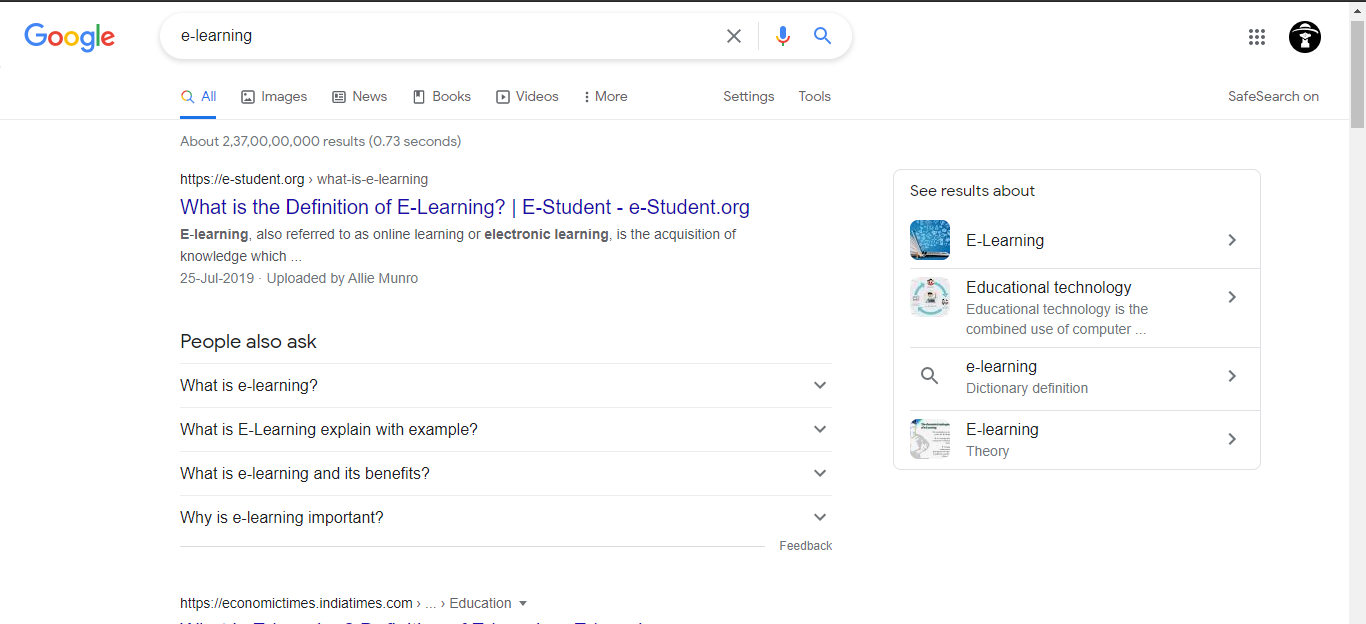 Google
e-learning
All Images News Books Videos More Settings Tools SafeSearch on
About 2,37,00,00,000 results (0.73 seconds)
https://e-student.org › what-is-e-learning
What is the Definition of E-Learning? | E-Student - e-Student.org
E-learning, also referred to as online learning or electronic learning, is the acquisition of
knowledge which ...
25-Jul-2019 · Uploaded by Allie Munro
People also ask
What is e-learning?
What is E-Learning explain with example?
What is e-learning and its benefits?
Why is e-learning important?
Feedback
https://economictimes.indiatimes.com › ... › Education
See results about
E-Learning
Educational technology
Educational technology is the
combined use of computer ...
e-learning
Dictionary definition
E-learning
Theory